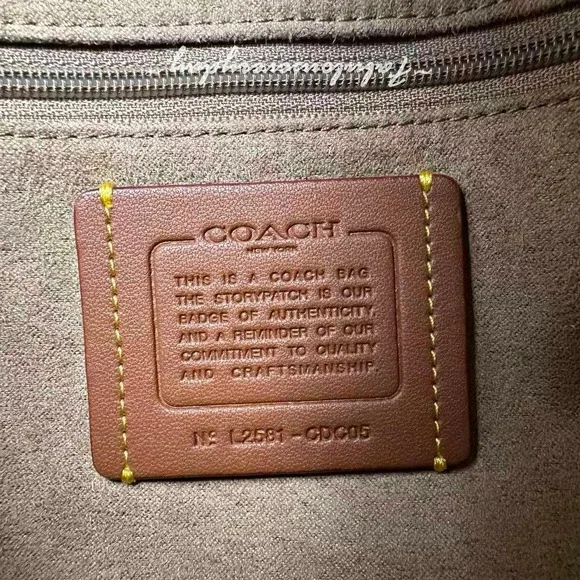 COACH
NEW YORK
THIS IS A COACH BAG
THE STORYPATCH IS OUR
BADGE OF AUTHENTICITY,
AND A REMINDER OF OUR
COMMITMENT TO QUALITY
AND CRAFTSMANSHIP.
Nº L2581-CDC05